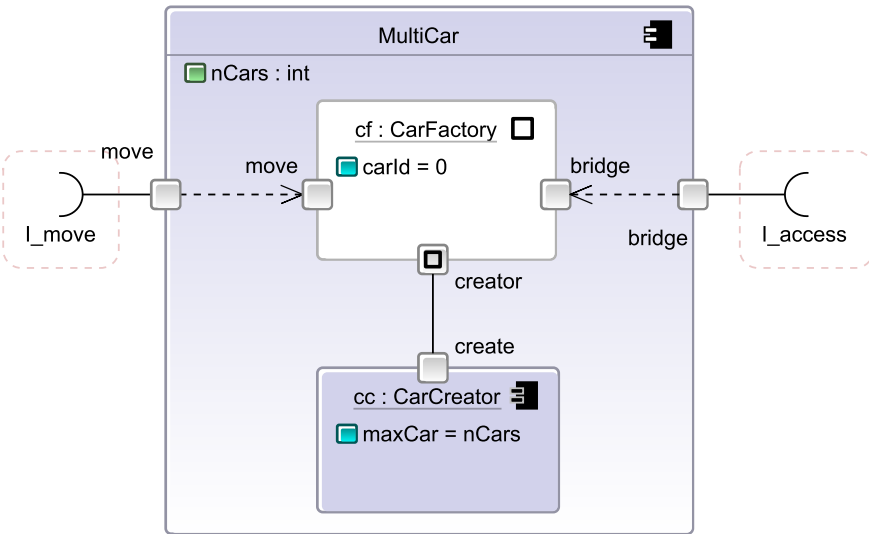 MultiCar
nCars : int
cf : CarFactory
move
move
carId = 0
bridge
I_move
bridge
I_access
creator
create
cc : CarCreator
maxCar = nCars